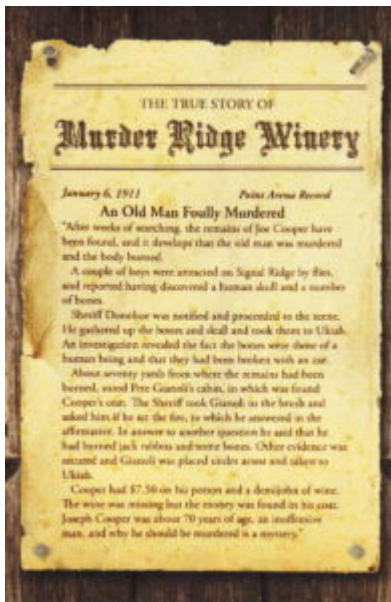 THE TRUE STORY OF
Murder Ridge Winery
January 6, 1911 Point Arena Record
An Old Man Foully Murdered
"After weeks of searching, the remains of Joe Cooper have
been found, and it develops that the old man was murdered
and the body burned.
A couple of boys were attracted on Signal Ridge by flies,
and reported having discovered a human skull and a number
of bones.
Sheriff Donohoe was notified and proceeded to the scene.
He gathered up the bones and skull and took them to Ukiah.
An investigation revealed the fact the bones were those of a
human being and that they had been broken with an axe.
About seventy yards from where the remains had been
burned, stood Pete Gianoli's cabin, in which was found
Cooper's coat. The Sheriff took Gianoli to the brush and
asked him if he set the fire, to which he answered in the
affirmative. In answer to another question he said that he
had burned jack rabbits and some bones. Other evidence was
secured and Gianoli was placed under arrest and taken to
Ukiah.
Cooper had $7.50 on his person and a demijohn of wine.
The wine was missing but the money was found in his coat.
Joseph Cooper was about 70 years of age, an inoffensive
man, and why he should be murdered is a mystery."